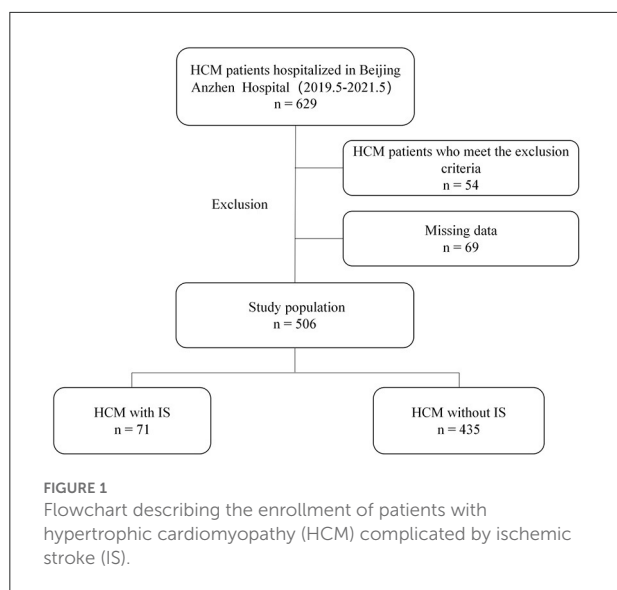 HCM patients hospitalized in Beijing
Anzhen Hospital（2019.5-2021.5）
n = 629
HCM patients who meet the exclusion
criteria
n = 54
Exclusion
Missing data
n = 69
Study population
n = 506
HCM with IS
n = 71
HCM without IS
n = 435
FIGURE 1
Flowchart describing the enrollment of patients with
hypertrophic cardiomyopathy (HCM) complicated by ischemic
stroke (IS).